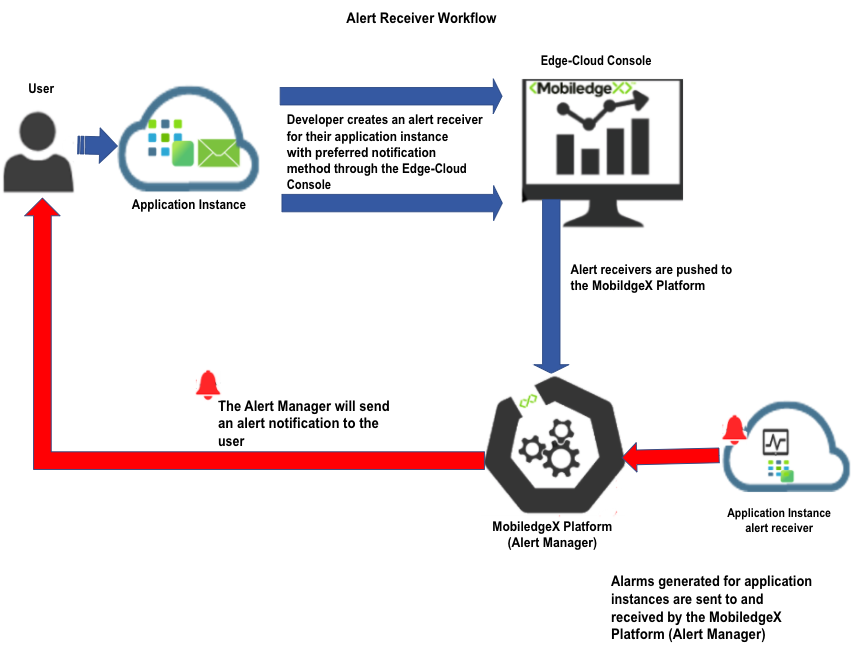 Alert Receiver Workflow
Edge-Cloud Console
User
<MobiledgeX>
Developer creates an alert receiver
for their application instance
with preferred notification
method through the Edge-Cloud
Console
Application Instance
Alert receivers are pushed to
the MobildgeX Platform
The Alert Manager will send
an alert notification to the
user
MobiledgeX Platform
(Alert Manager)
Application Instance
alert receiver
Alarms generated for application
instances are sent to and
received by the MobiledgeX
Platform (Alert Manager)